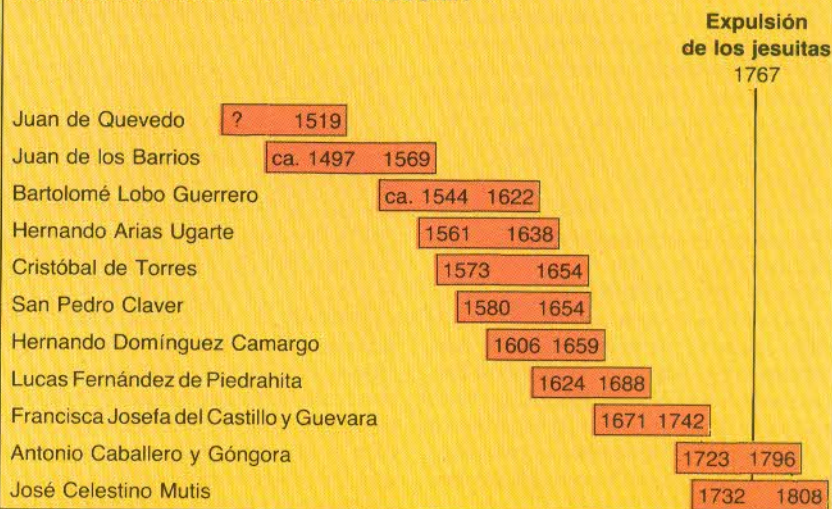 Expulsión
de los jesuitas
1767
Juan de Quevedo ? 1519
Juan de los Barrios ca. 1497 1569
Bartolomé Lobo Guerrero ca. 1544 1622
Hernando Arias Ugarte 1561 1638
Cristóbal de Torres 1573 1654
San Pedro Claver 1580 1654
Hernando Domínguez Camargo 1606 1659
Lucas Fernández de Piedrahita 1624 1688
Francisca Josefa del Castillo y Guevara 1671 1742
Antonio Caballero y Góngora 1723 1796
José Celestino Mutis 1732 1808